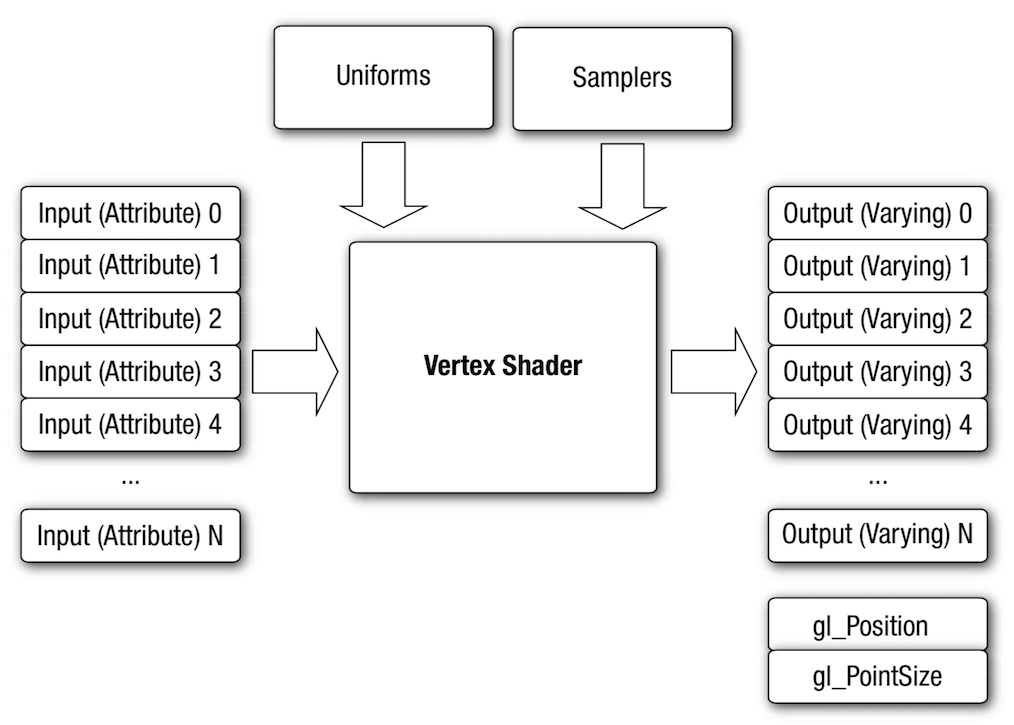 Uniforms
Samplers
Input (Attribute) 0
Input (Attribute) 1
Input (Attribute) 2
Input (Attribute) 3
Input (Attribute) 4
...
Input (Attribute) N
Vertex Shader
Output (Varying) 0
Output (Varying) 1
Output (Varying) 2
Output (Varying) 3
Output (Varying) 4
...
Output (Varying) N
gl_Position
gl_PointSize